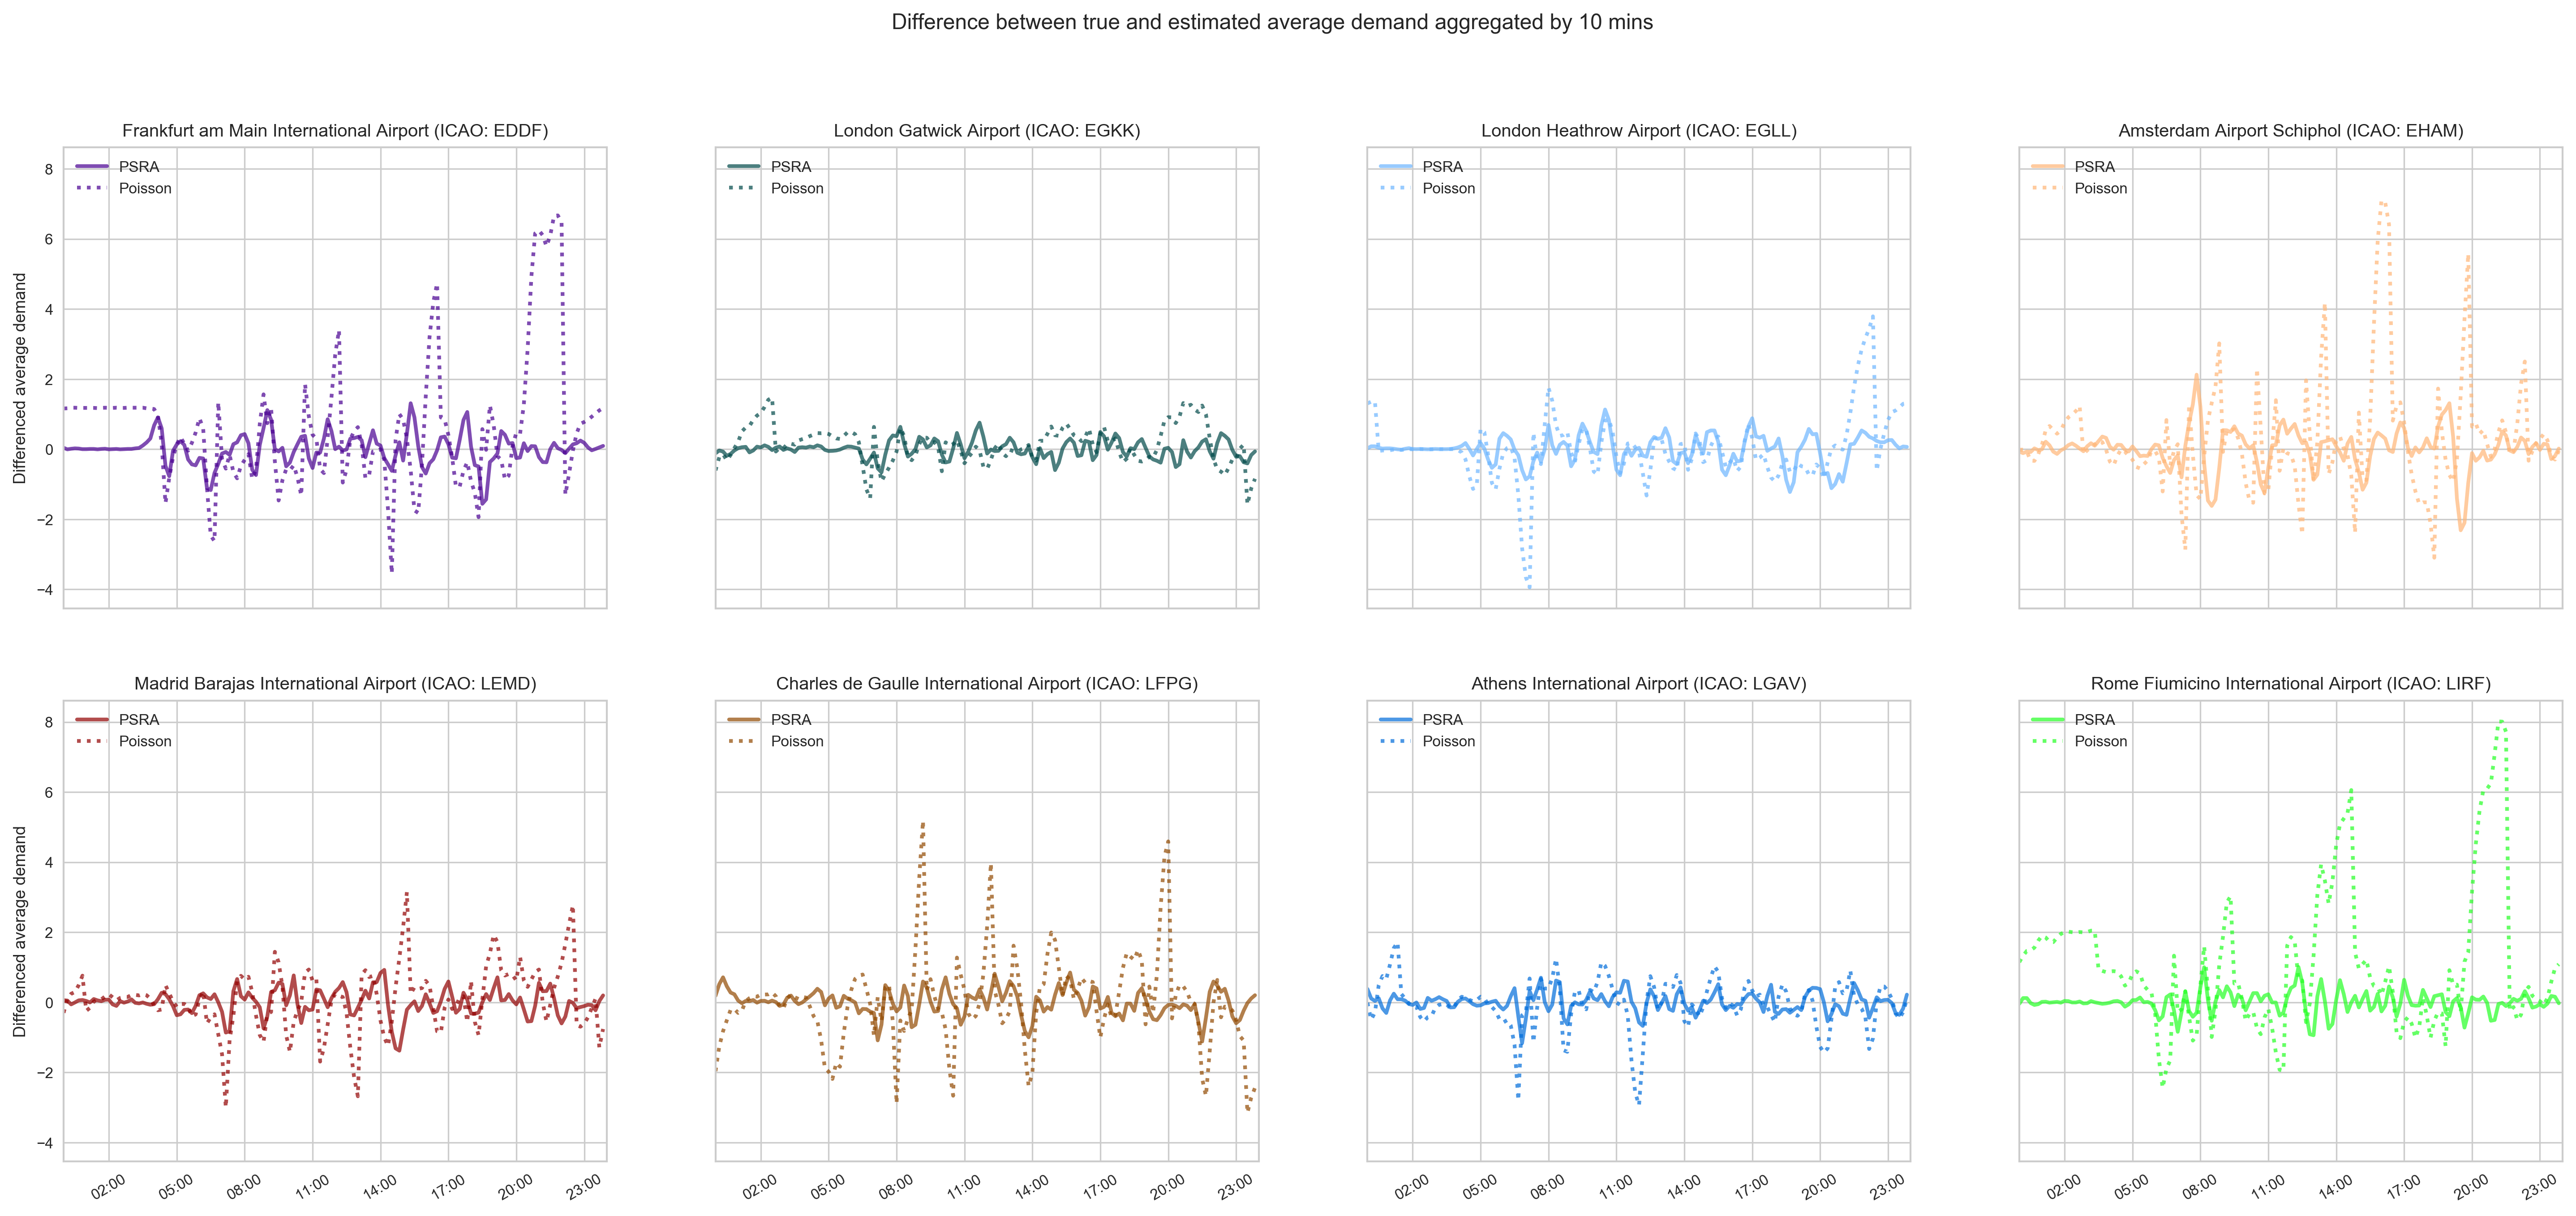 Difference between true and estimated average demand aggregated by 10 mins
Frankfurt am Main International Airport (ICAO: EDDF)
PSRA
Poisson
8
6
4
2
0
−2
−4
Differenced average demand
London Gatwick Airport (ICAO: EGKK)
PSRA
Poisson
London Heathrow Airport (ICAO: EGLL)
PSRA
Poisson
Amsterdam Airport Schiphol (ICAO: EHAM)
PSRA
Poisson
Madrid Barajas International Airport (ICAO: LEMD)
PSRA
Poisson
8
6
4
2
0
−2
−4
Differenced average demand
02:00 05:00 08:00 11:00 14:00 17:00 20:00 23:00
Charles de Gaulle International Airport (ICAO: LFPG)
PSRA
Poisson
02:00 05:00 08:00 11:00 14:00 17:00 20:00 23:00
Athens International Airport (ICAO: LGAV)
PSRA
Poisson
02:00 05:00 08:00 11:00 14:00 17:00 20:00 23:00
Rome Fiumicino International Airport (ICAO: LIRF)
PSRA
Poisson
02:00 05:00 08:00 11:00 14:00 17:00 20:00 23:00